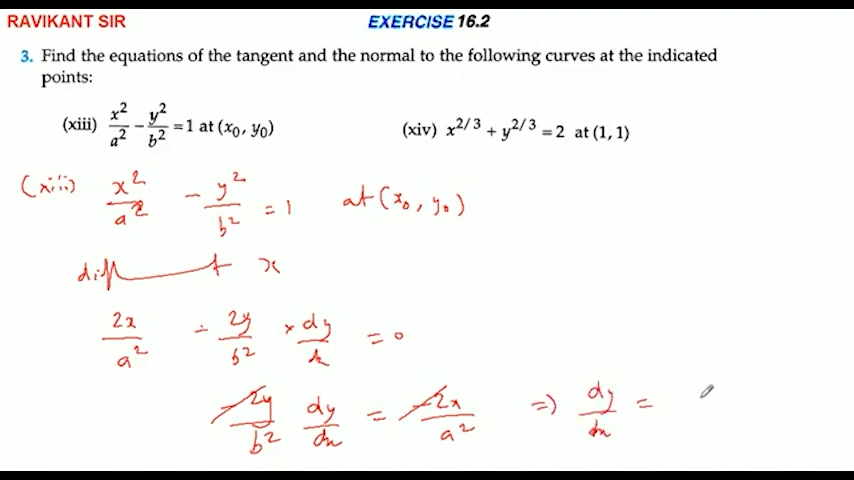 RAVIKANT SIR EXERCISE 16.2
3. Find the equations of the tangent and the normal to the following curves at the indicated
points:
(xiii) x²/a² − y²/b² = 1 at (x₀, y₀) (xiv) x^2/3 + y^2/3 = 2 at (1, 1)
(xiii) x²/a² − y²/b² = 1 at (x₀, y₀)
diff x
2x/a² − 2y/b² × dy/dx = 0
−2y/b² dy/dx = −2x/a² ⇒ dy/dx =